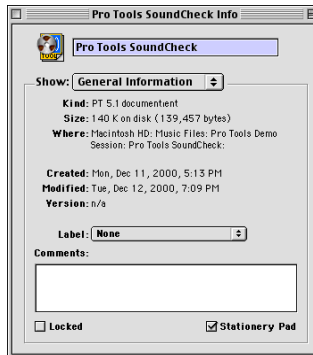 Pro Tools SoundCheck Info
Pro Tools SoundCheck
Show: General Information
Kind: PT 5.1 documentient
Size: 140 K on disk (139,457 bytes)
Where: Macintosh HD: Music Files: Pro Tools Demo
Session: Pro Tools SoundCheck:
Created: Mon, Dec 11, 2000, 5:13 PM
Modified: Tue, Dec 12, 2000, 7:09 PM
Version: n/a
Label: None
Comments:
Locked
Stationery Pad